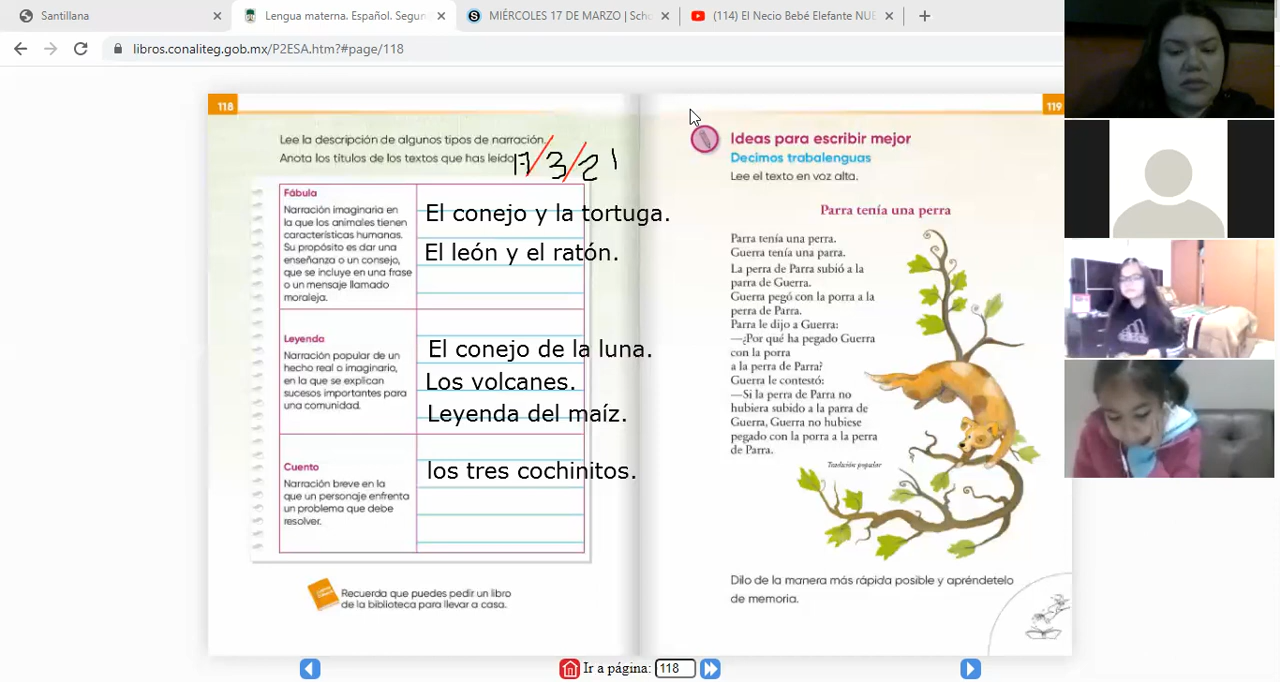 Santillana
Lengua materna. Español. Segun
MIÉRCOLES 17 DE MARZO | Sch
(114) El Necio Bebé Elefante NUE
libros.conaliteg.gob.mx/P2ESA.htm?#page/118
118
Lee la descripción de algunos tipos de narración.
Anota los títulos de los textos que has leído.
17/3/21
Fábula
Narración imaginaria en
la que los animales tienen
características humanas.
Su propósito es dar una
enseñanza o un consejo,
que se incluye en una frase
o un mensaje llamado
moraleja.
El conejo y la tortuga.
El león y el ratón.
Leyenda
Narración popular de un
hecho real o imaginario,
en la que se explican
sucesos importantes para
una comunidad.
El conejo de la luna.
Los volcanes.
Leyenda del maíz.
Cuento
Narración breve en la
que un personaje enfrenta
un problema que debe
resolver.
los tres cochinitos.
Recuerda que puedes pedir un libro
de la biblioteca para llevar a casa.
119
Ideas para escribir mejor
Decimos trabalenguas
Lee el texto en voz alta.
Parra tenía una perra
Parra tenía una perra.
Guerra tenía una parra.
La perra de Parra subió a la
parra de Guerra.
Guerra pegó con la porra a la
perra de Parra.
Parra le dijo a Guerra:
—¿Por qué ha pegado Guerra
con la porra
a la perra de Parra?
Guerra le contestó:
—Si la perra de Parra no
hubiera subido a la parra de
Guerra, Guerra no hubiese
pegado con la porra a la perra
de Parra.
Tradición popular
Dilo de la manera más rápida posible y apréndetelo
de memoria.
Ir a página: 118